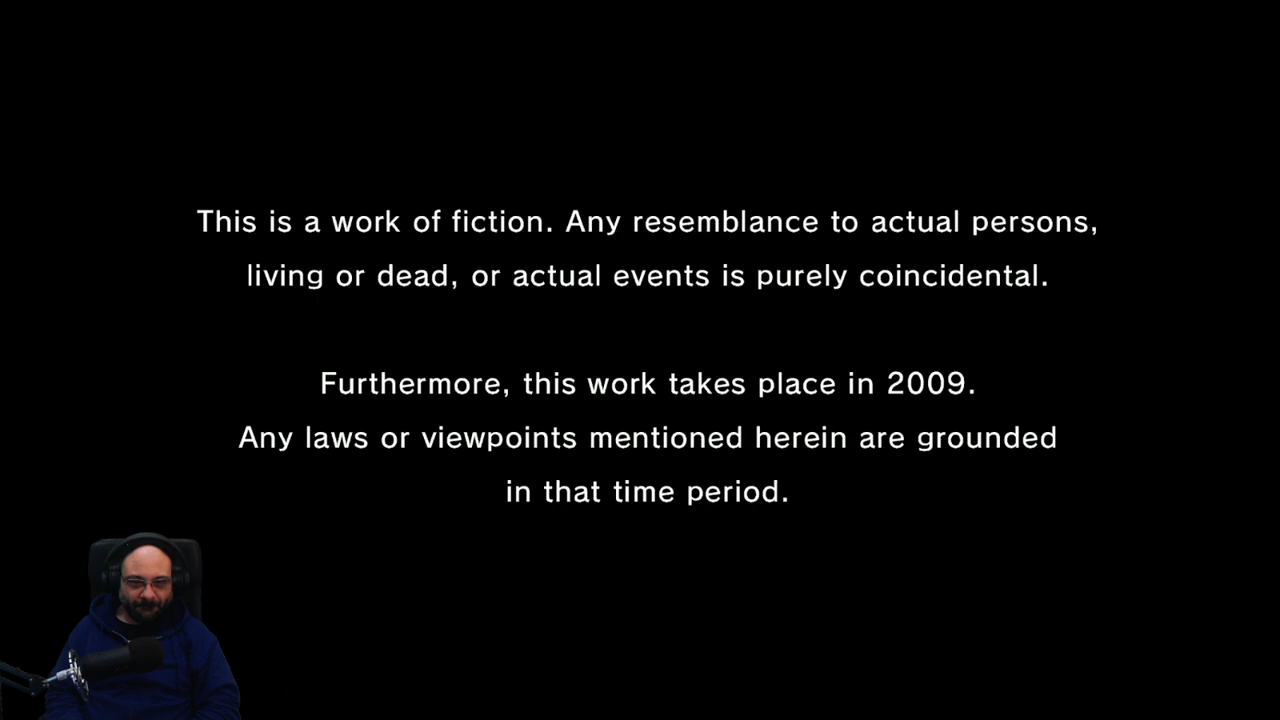 This is a work of fiction. Any resemblance to actual persons,
living or dead, or actual events is purely coincidental.
Furthermore, this work takes place in 2009.
Any laws or viewpoints mentioned herein are grounded
in that time period.